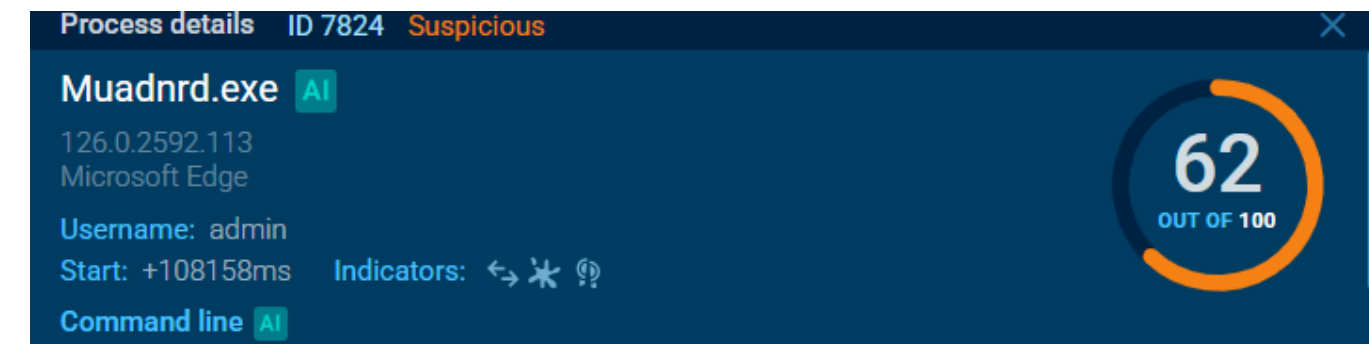 Process details ID 7824 Suspicious
Muadnrd.exe AI
126.0.2592.113
Microsoft Edge
Username: admin
Start: +108158ms Indicators:
62
OUT OF 100
Command line AI